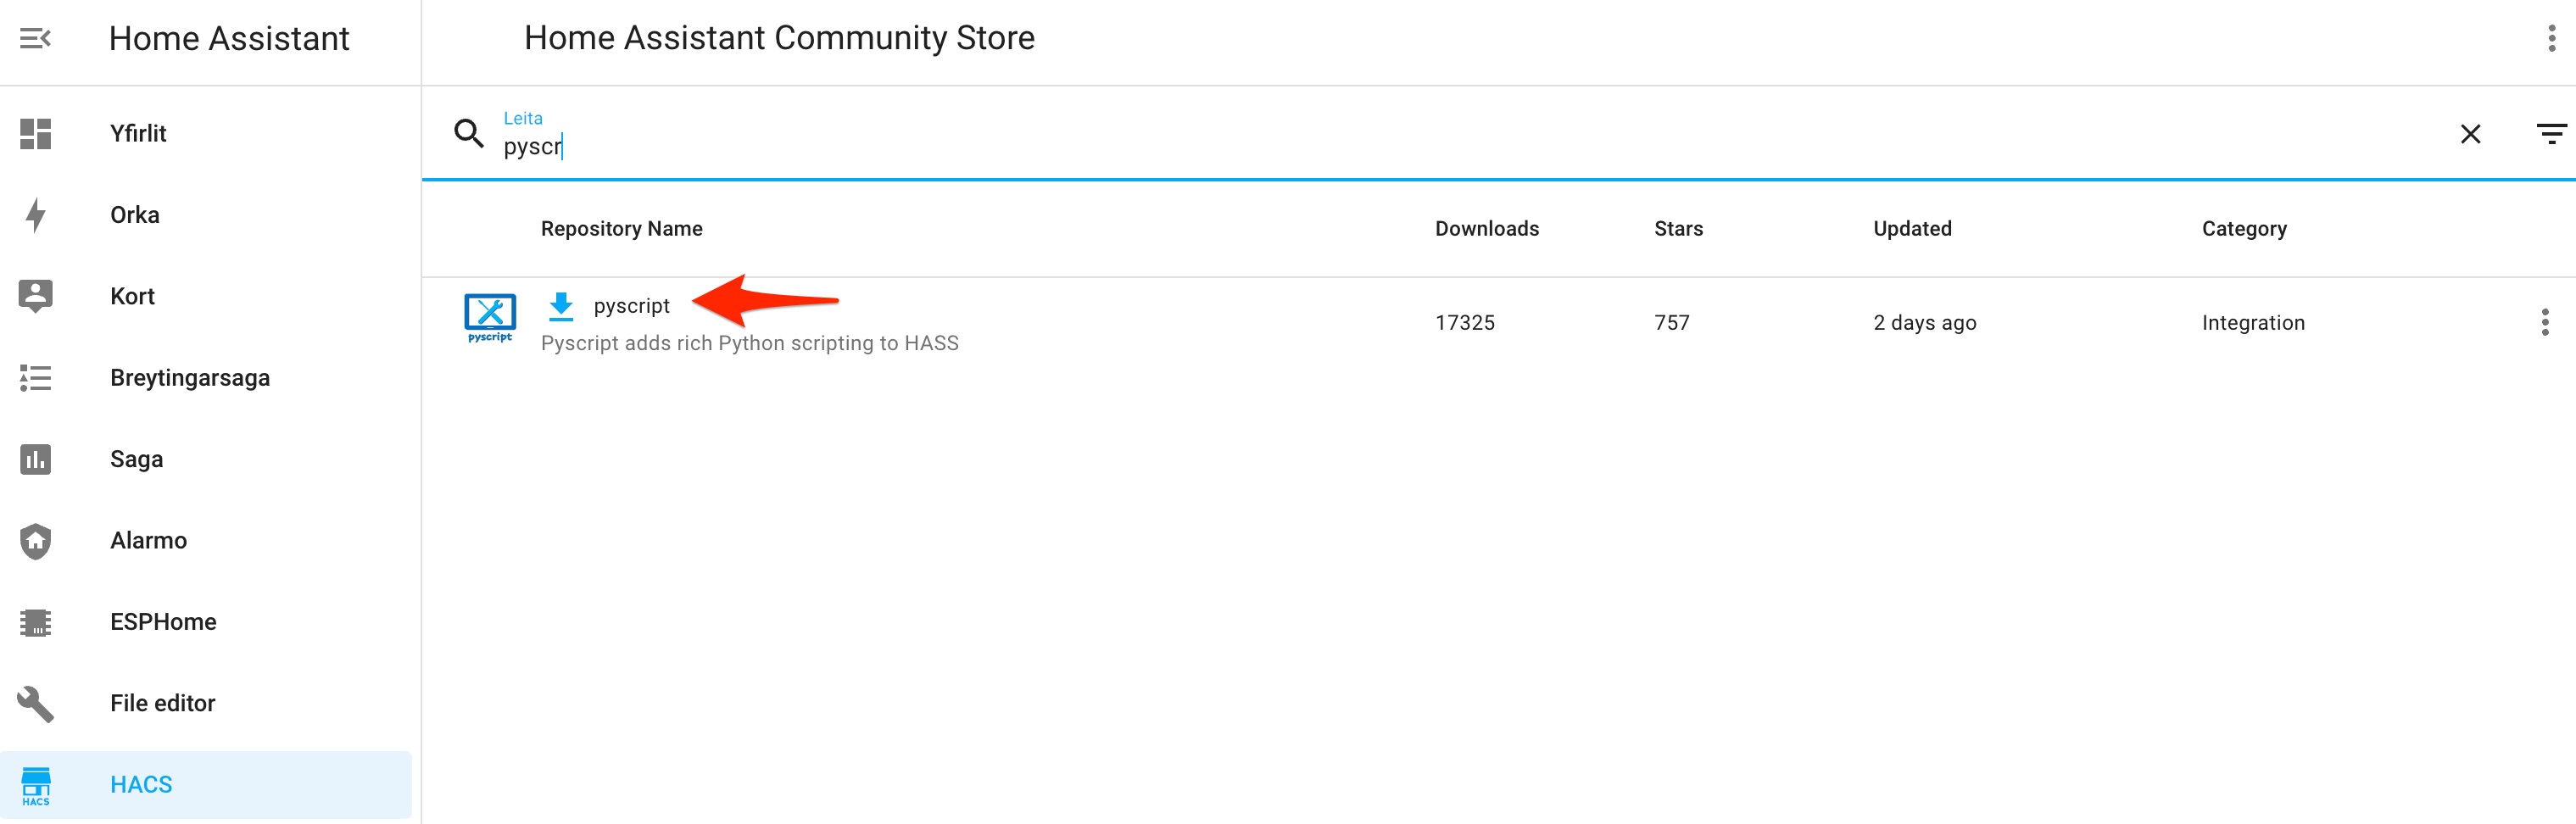 Home Assistant
Yfirlit
Orka
Kort
Breytingarsaga
Saga
Alarmo
ESPHome
File editor
HACS
HACS
Home Assistant Community Store
Leita
pyscr
Repository Name Downloads Stars Updated Category
pyscript
pyscript
Pyscript adds rich Python scripting to HASS
17325 757 2 days ago Integration